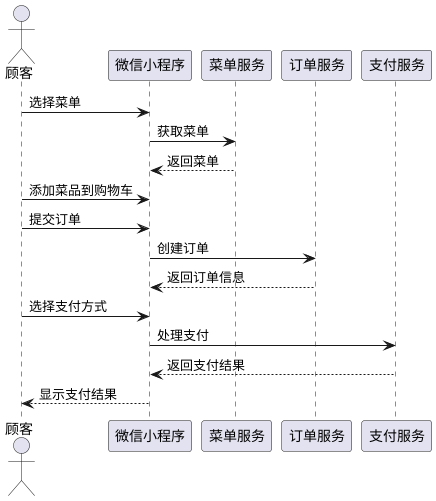 顾客
微信小程序
菜单服务
订单服务
支付服务
选择菜单
获取菜单
返回菜单
添加菜品到购物车
提交订单
创建订单
返回订单信息
选择支付方式
处理支付
返回支付结果
显示支付结果
顾客
微信小程序
菜单服务
订单服务
支付服务